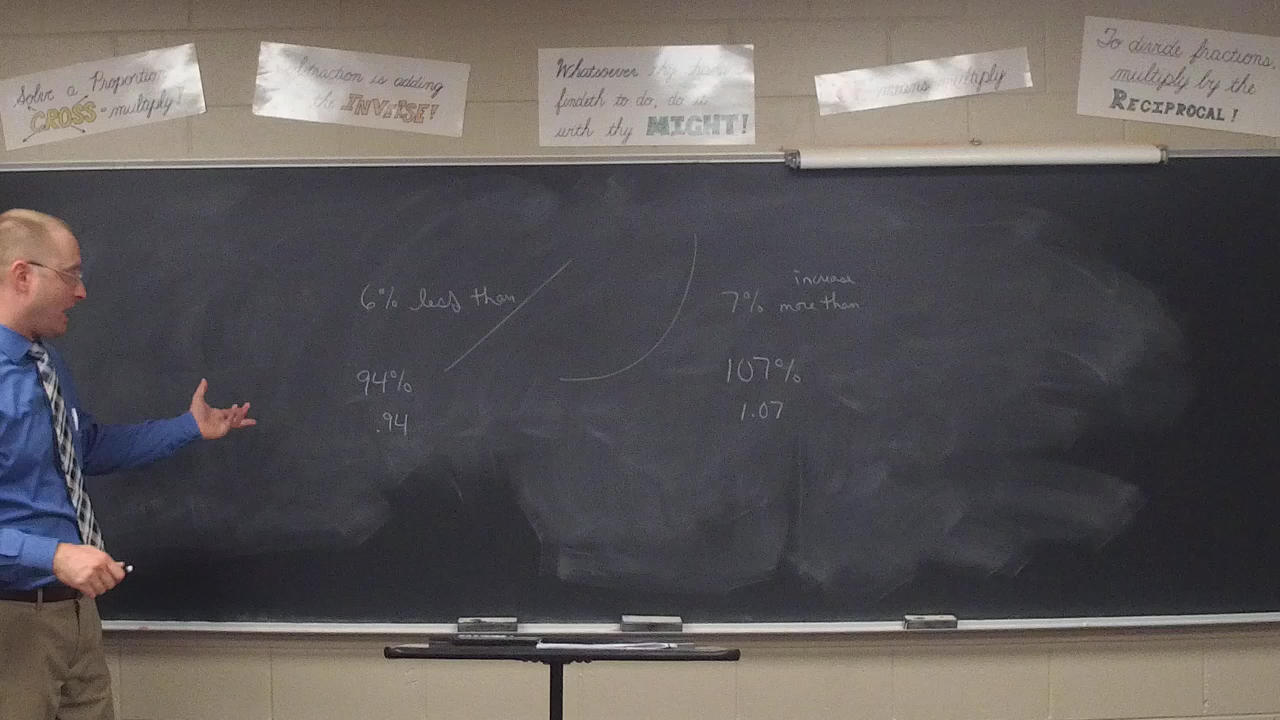 Solve a Proportion
CROSS-multiply!
is adding
the INVERSE!
Whatsoever thy
findeth to do, do it
with thy MIGHT!
means multiply
To divide fractions,
multiply by the
RECIPROCAL!
6% less than
94%
.94
increase
7% more than
107%
1.07